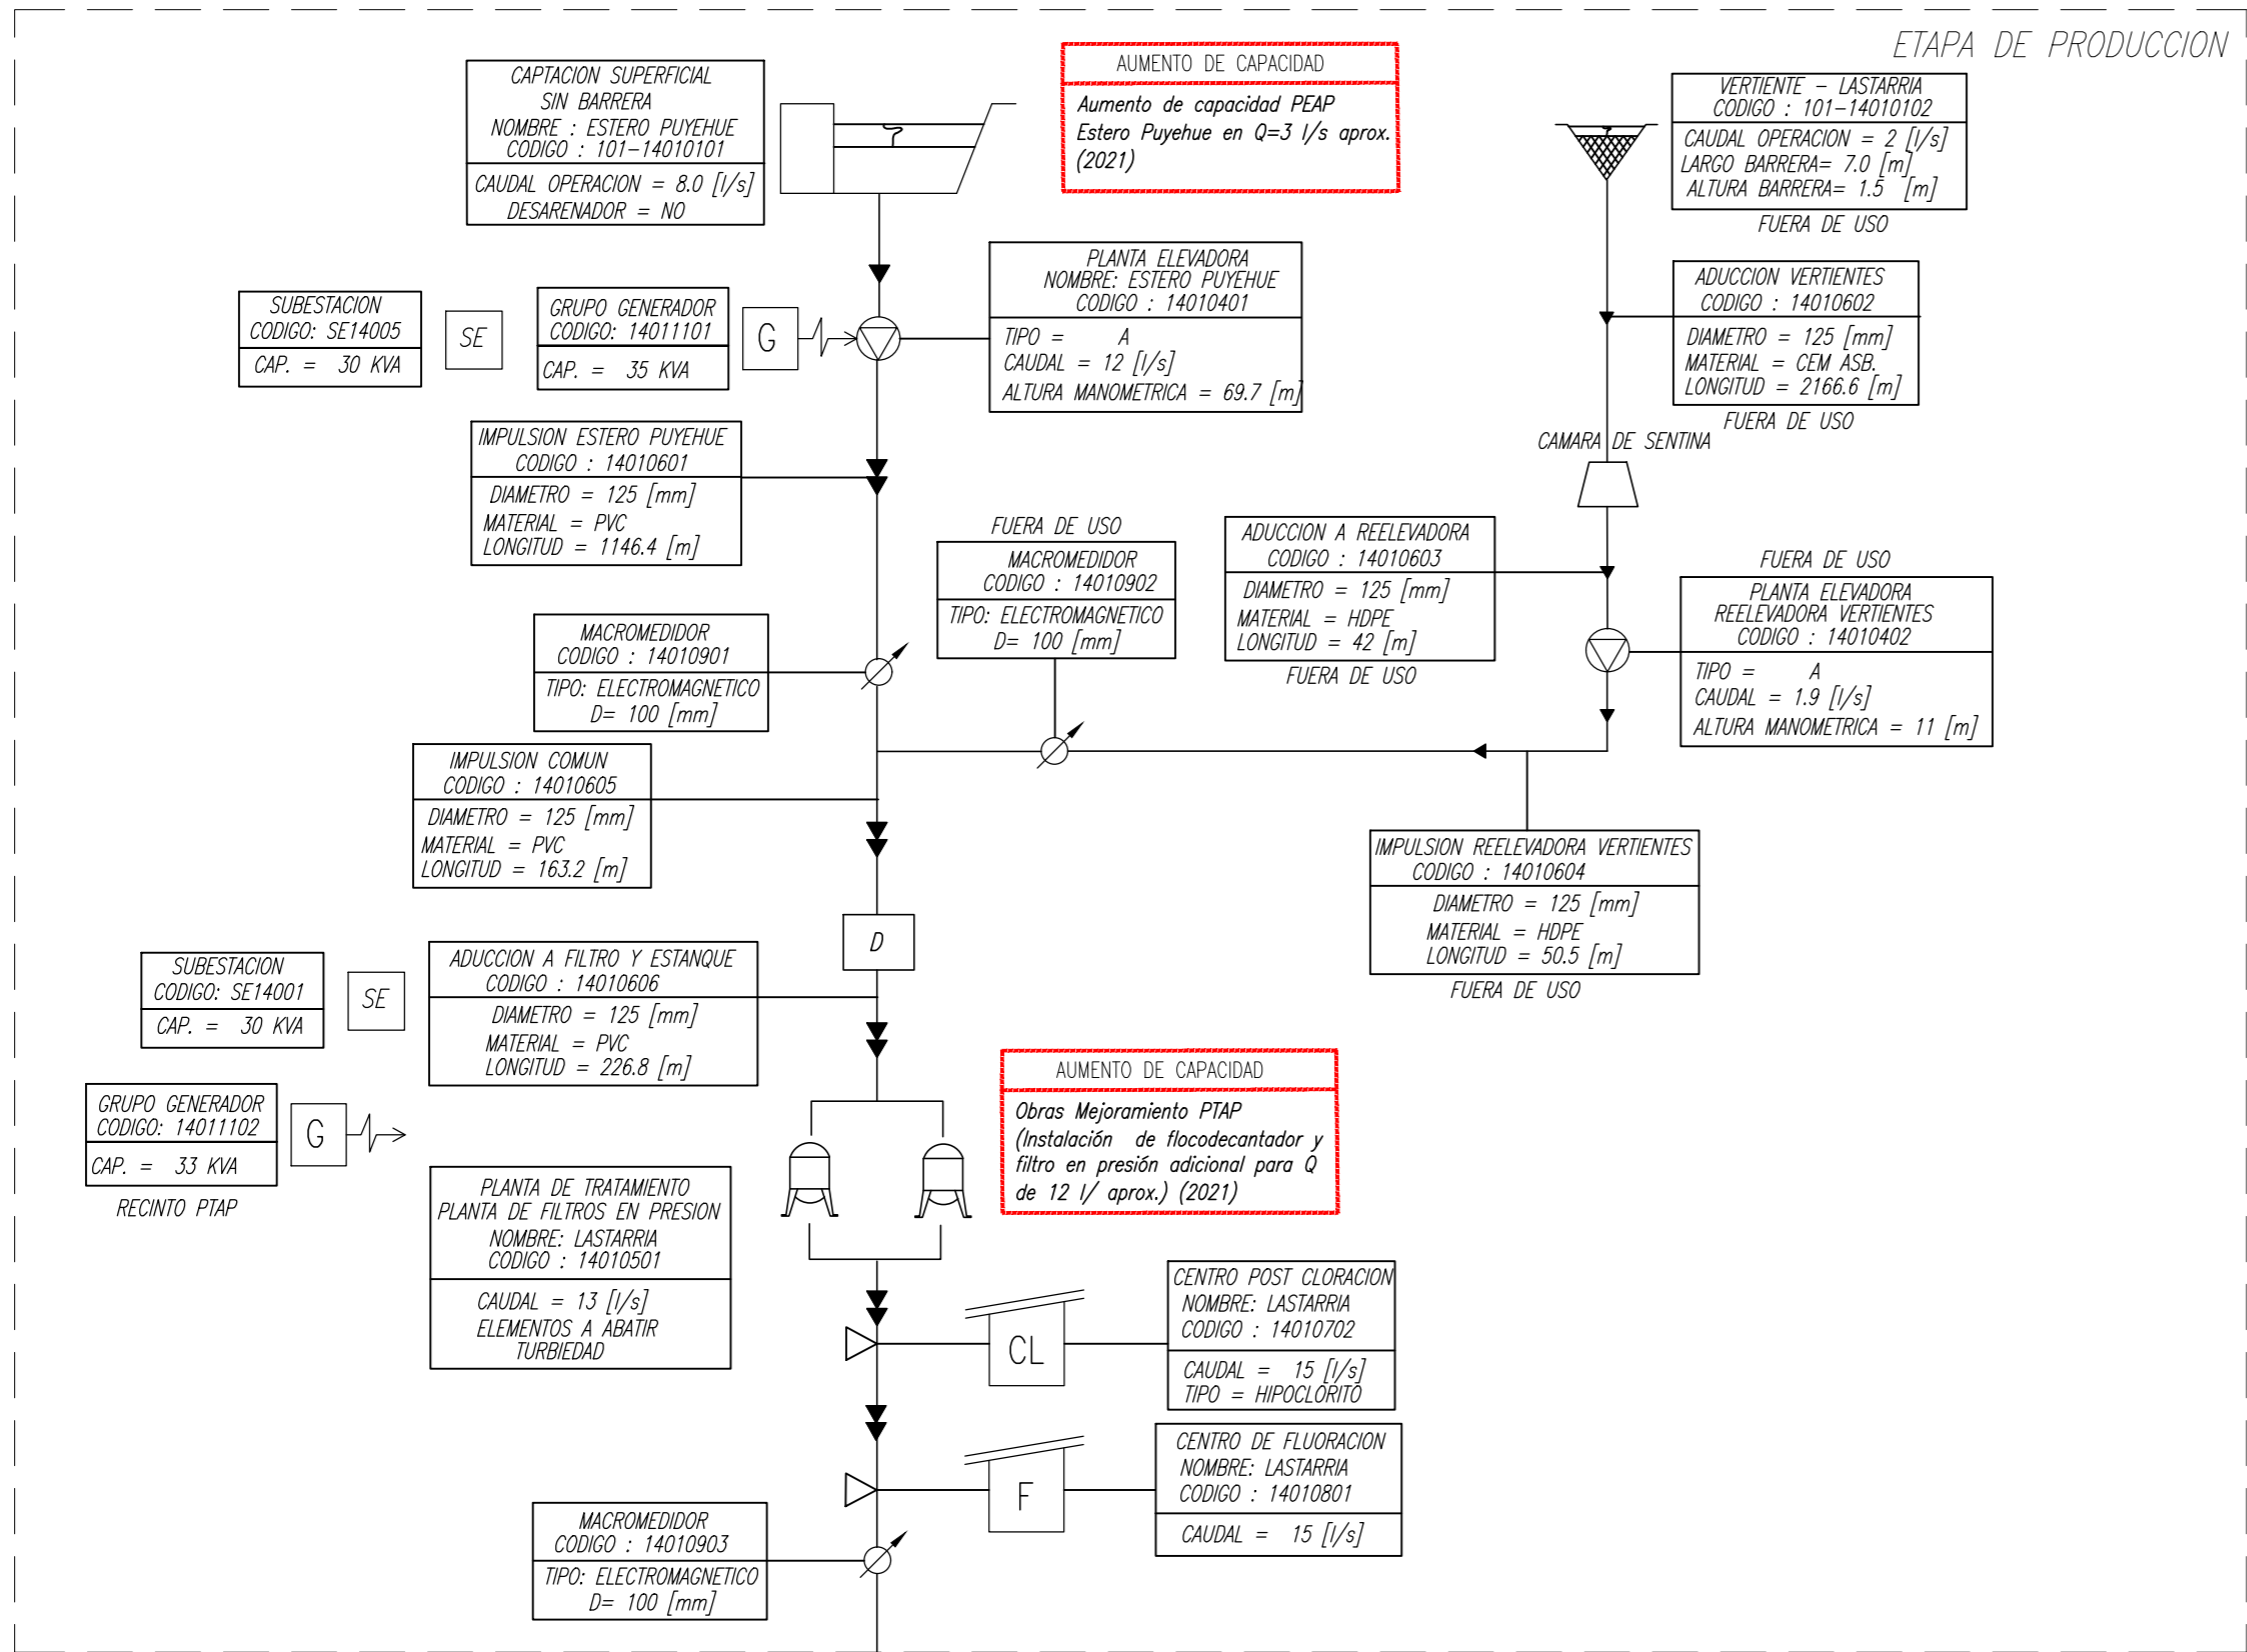 ETAPA DE PRODUCCION
CAPTACION SUPERFICIAL
SIN BARRERA
NOMBRE : ESTERO PUYEHUE
CODIGO : 101-14010101
CAUDAL OPERACION = 8.0 [l/s]
DESARENADOR = NO
AUMENTO DE CAPACIDAD
Aumento de capacidad PEAP
Estero Puyehue en Q=3 l/s aprox.
(2021)
VERTIENTE - LASTARRIA
CODIGO : 101-14010102
CAUDAL OPERACION = 2 [l/s]
LARGO BARRERA= 7.0 [m]
ALTURA BARRERA= 1.5 [m]
FUERA DE USO
SUBESTACION
CODIGO: SE14005
CAP. = 30 KVA
SE
GRUPO GENERADOR
CODIGO: 14011101
CAP. = 35 KVA
G
PLANTA ELEVADORA
NOMBRE: ESTERO PUYEHUE
CODIGO : 14010401
TIPO = A
CAUDAL = 12 [l/s]
ALTURA MANOMETRICA = 69.7 [m]
ADUCCION VERTIENTES
CODIGO : 14010602
DIAMETRO = 125 [mm]
MATERIAL = CEM ASB.
LONGITUD = 2166.6 [m]
FUERA DE USO
CAMARA DE SENTINA
IMPULSION ESTERO PUYEHUE
CODIGO : 14010601
DIAMETRO = 125 [mm]
MATERIAL = PVC
LONGITUD = 1146.4 [m]
FUERA DE USO
MACROMEDIDOR
CODIGO : 14010902
TIPO: ELECTROMAGNETICO
D= 100 [mm]
ADUCCION A REELEVADORA
CODIGO : 14010603
DIAMETRO = 125 [mm]
MATERIAL = HDPE
LONGITUD = 42 [m]
FUERA DE USO
FUERA DE USO
PLANTA ELEVADORA
REELEVADORA VERTIENTES
CODIGO : 14010402
TIPO = A
CAUDAL = 1.9 [l/s]
ALTURA MANOMETRICA = 11 [m]
MACROMEDIDOR
CODIGO : 14010901
TIPO: ELECTROMAGNETICO
D= 100 [mm]
IMPULSION COMUN
CODIGO : 14010605
DIAMETRO = 125 [mm]
MATERIAL = PVC
LONGITUD = 163.2 [m]
IMPULSION REELEVADORA VERTIENTES
CODIGO : 14010604
DIAMETRO = 125 [mm]
MATERIAL = HDPE
LONGITUD = 50.5 [m]
FUERA DE USO
D
SUBESTACION
CODIGO: SE14001
CAP. = 30 KVA
SE
ADUCCION A FILTRO Y ESTANQUE
CODIGO : 14010606
DIAMETRO = 125 [mm]
MATERIAL = PVC
LONGITUD = 226.8 [m]
GRUPO GENERADOR
CODIGO: 14011102
CAP. = 33 KVA
RECINTO PTAP
G
AUMENTO DE CAPACIDAD
Obras Mejoramiento PTAP
(Instalación de flocodecantador y
filtro en presión adicional para Q
de 12 l/ aprox.) (2021)
PLANTA DE TRATAMIENTO
PLANTA DE FILTROS EN PRESION
NOMBRE: LASTARRIA
CODIGO : 14010501
CAUDAL = 13 [l/s]
ELEMENTOS A ABATIR
TURBIEDAD
CL
CENTRO POST CLORACION
NOMBRE: LASTARRIA
CODIGO : 14010702
CAUDAL = 15 [l/s]
TIPO = HIPOCLORITO
F
CENTRO DE FLUORACION
NOMBRE: LASTARRIA
CODIGO : 14010801
CAUDAL = 15 [l/s]
MACROMEDIDOR
CODIGO : 14010903
TIPO: ELECTROMAGNETICO
D= 100 [mm]